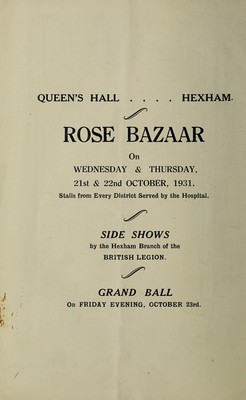 QUEEN'S HALL .... HEXHAM.
ROSE BAZAAR
On
WEDNESDAY & THURSDAY,
21st & 22nd OCTOBER, 1931.
Stalls from Every District Served by the Hospital.
SIDE SHOWS
by the Hexham Branch of the
BRITISH LEGION.
GRAND BALL
On FRIDAY EVENING, OCTOBER 23rd.